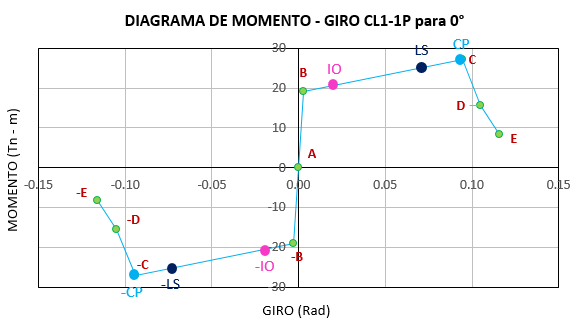 DIAGRAMA DE MOMENTO - GIRO CL1-1P para 0°
30
20
10
0
-10
-20
-30
-0.15 -0.10 -0.05 0.00 0.05 0.10 0.15
MOMENTO (Tn - m)
GIRO (Rad)
A
B
IO
LS
CP
C
D
E
-B
-IO
-LS
-CP
-C
-D
-E